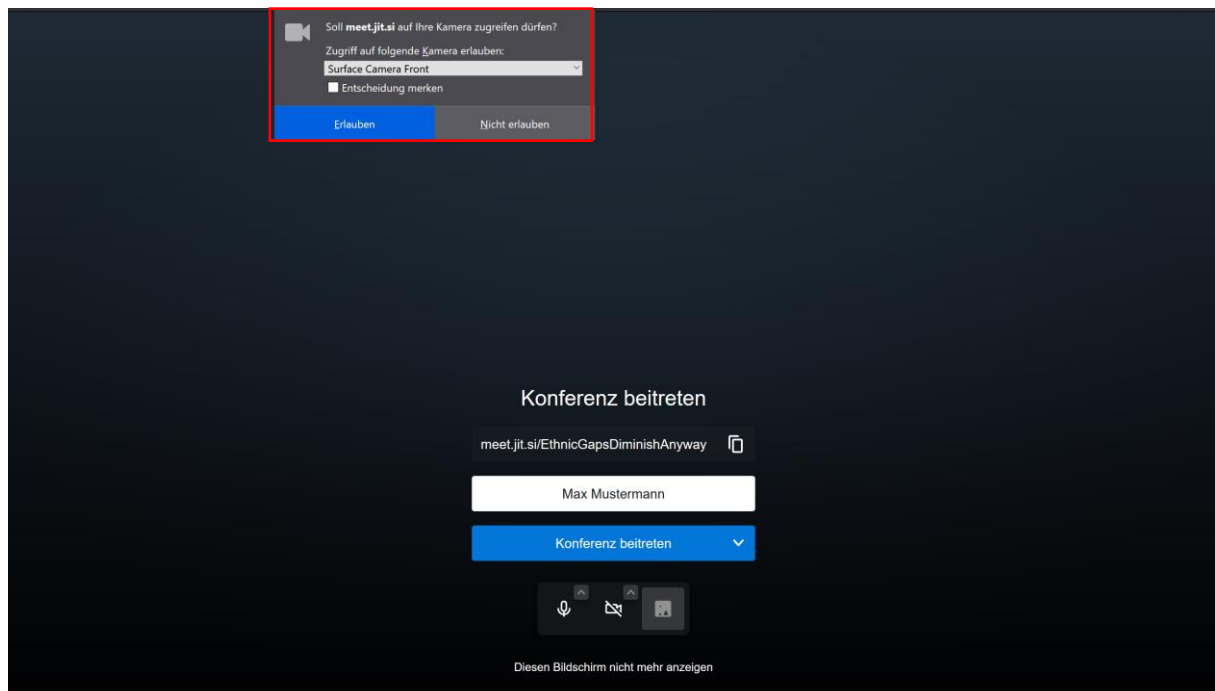 Soll meet.jit.si auf Ihre Kamera zugreifen dürfen?
Zugriff auf folgende Kamera erlauben:
Surface Camera Front
Entscheidung merken
Erlauben Nicht erlauben
Konferenz beitreten
meet.jit.si/EthnicGapsDiminishAnyway
Max Mustermann
Konferenz beitreten
Diesen Bildschirm nicht mehr anzeigen